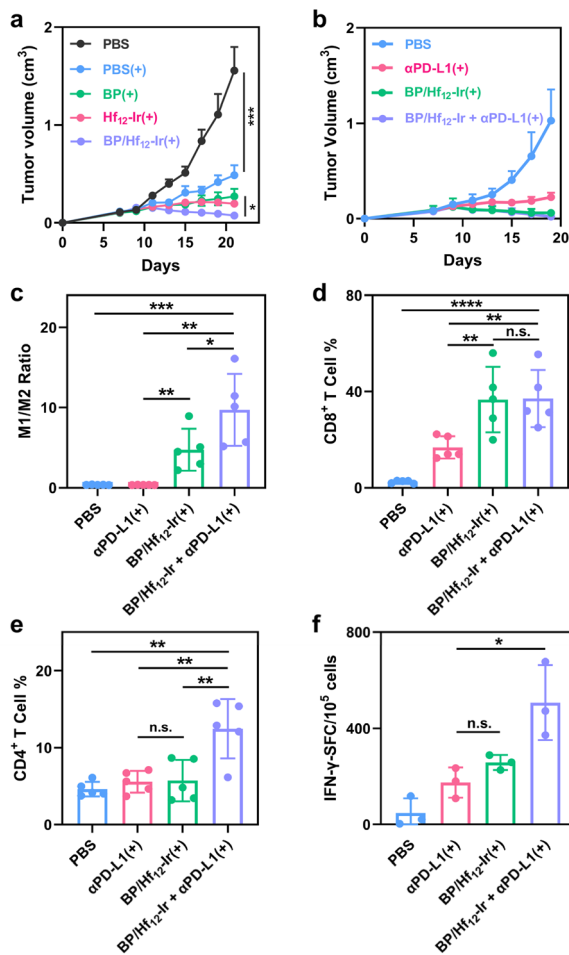 a
Tumor volume (cm³)
2
1
0
0 5 10 15 20
Days
PBS
PBS(+)
BP(+)
Hf₁₂-Ir(+)
BP/Hf₁₂-Ir(+)
***
*
b
Tumor Volume (cm³)
2
1
0
0 5 10 15 20
Days
PBS
αPD-L1(+)
BP/Hf₁₂-Ir(+)
BP/Hf₁₂-Ir + αPD-L1(+)
c
M1/M2 Ratio
20
10
0
***
**
*
**
PBS
αPD-L1(+)
BP/Hf₁₂-Ir(+)
BP/Hf₁₂-Ir + αPD-L1(+)
d
CD8⁺ T Cell %
80
40
0
****
**
** n.s.
PBS
αPD-L1(+)
BP/Hf₁₂-Ir(+)
BP/Hf₁₂-Ir + αPD-L1(+)
e
CD4⁺ T Cell %
20
10
0
**
**
**
n.s.
PBS
αPD-L1(+)
BP/Hf₁₂-Ir(+)
BP/Hf₁₂-Ir + αPD-L1(+)
f
IFN-γ-SFC/10⁵ cells
800
400
0
*
n.s.
PBS
αPD-L1(+)
BP/Hf₁₂-Ir(+)
BP/Hf₁₂-Ir + αPD-L1(+)